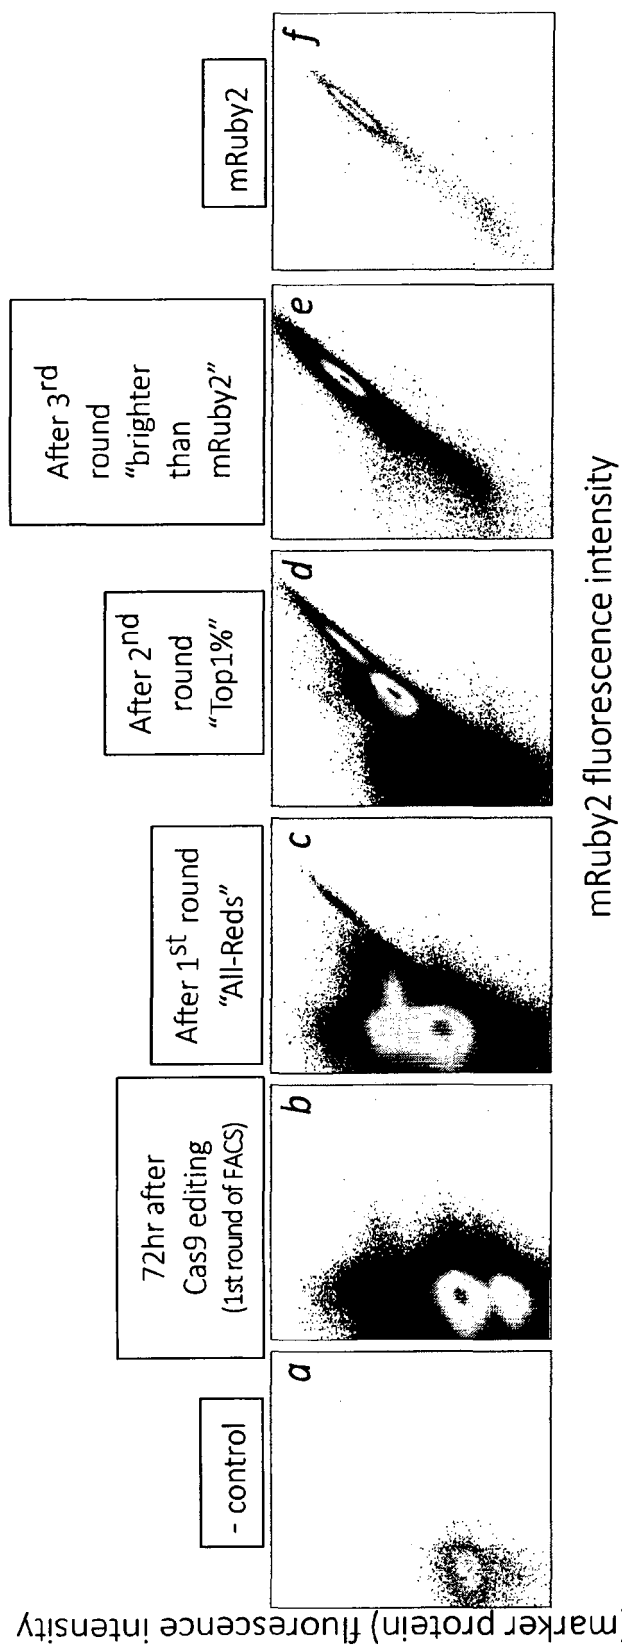 (marker protein) fluorescence intensity
- control
a
72hr after
Cas9 editing
(1st round of FACS)
b
After 1st round
“All-Reds”
c
After 2nd
round
“Top1%”
d
After 3rd
round
“brighter
than
mRuby2”
e
mRuby2
f
mRuby2 fluorescence intensity